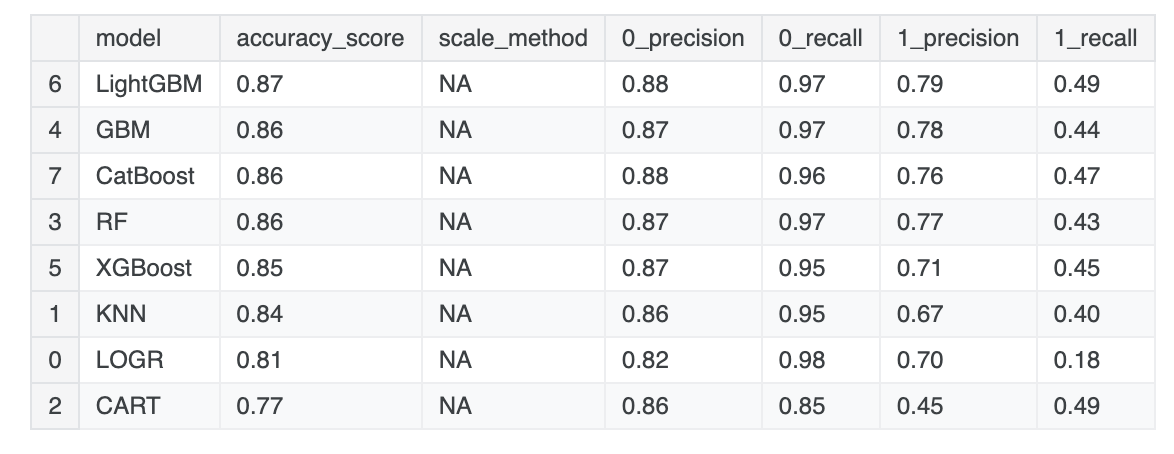 model accuracy_score scale_method 0_precision 0_recall 1_precision 1_recall
6 LightGBM 0.87 NA 0.88 0.97 0.79 0.49
4 GBM 0.86 NA 0.87 0.97 0.78 0.44
7 CatBoost 0.86 NA 0.88 0.96 0.76 0.47
3 RF 0.86 NA 0.87 0.97 0.77 0.43
5 XGBoost 0.85 NA 0.87 0.95 0.71 0.45
1 KNN 0.84 NA 0.86 0.95 0.67 0.40
0 LOGR 0.81 NA 0.82 0.98 0.70 0.18
2 CART 0.77 NA 0.86 0.85 0.45 0.49